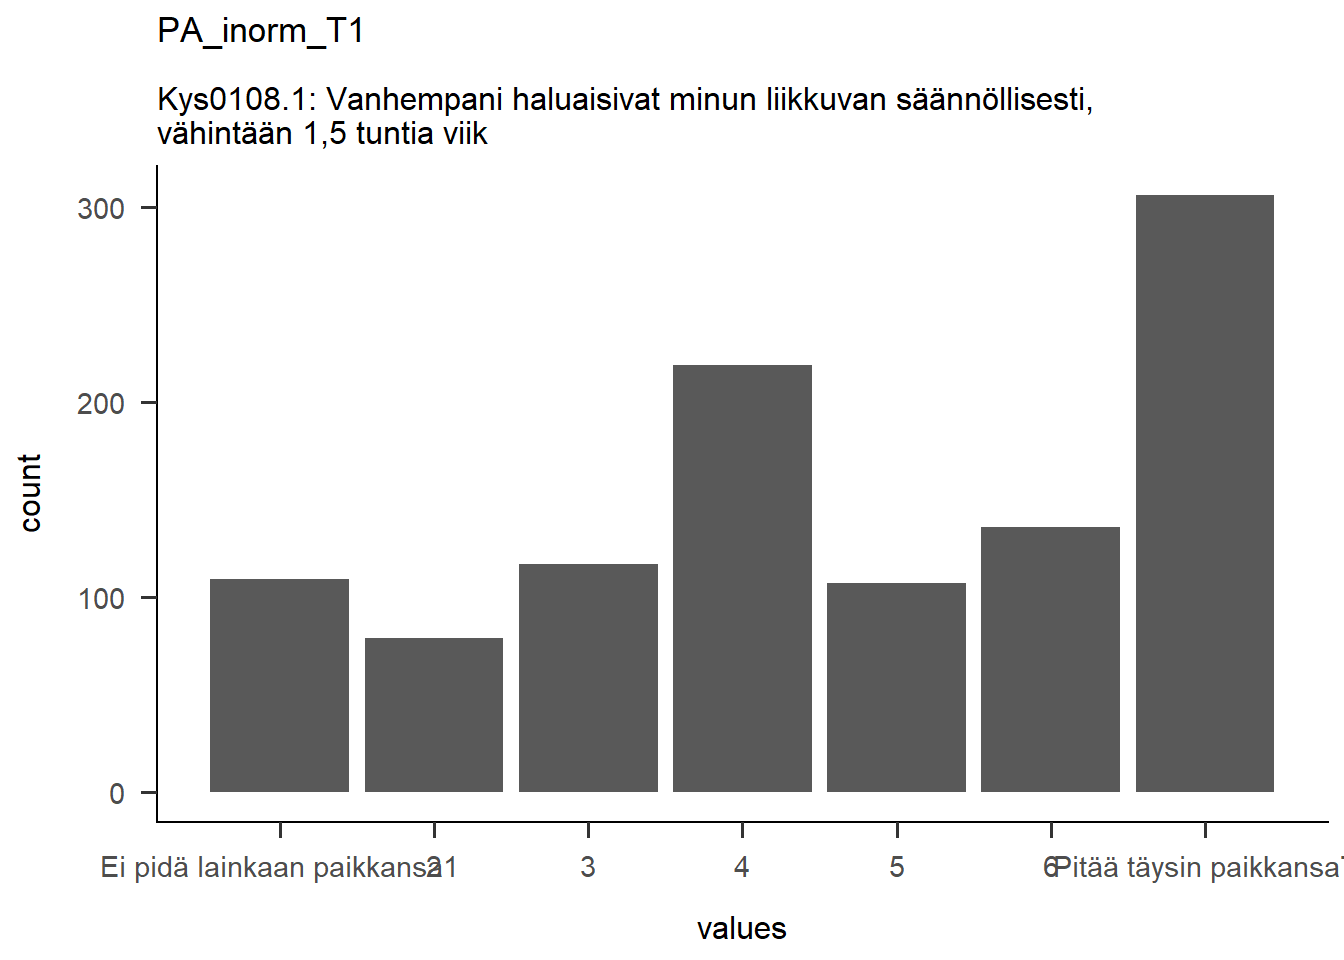 PA_inorm_T1
Kys0108.1: Vanhempani haluaisivat minun liikkuvan säännöllisesti,
vähintään 1,5 tuntia viik
300
200
100
0
count
Ei pidä lainkaan paikkansa1
2
3
4
5
6
Pitää täysin paikkansa7
values